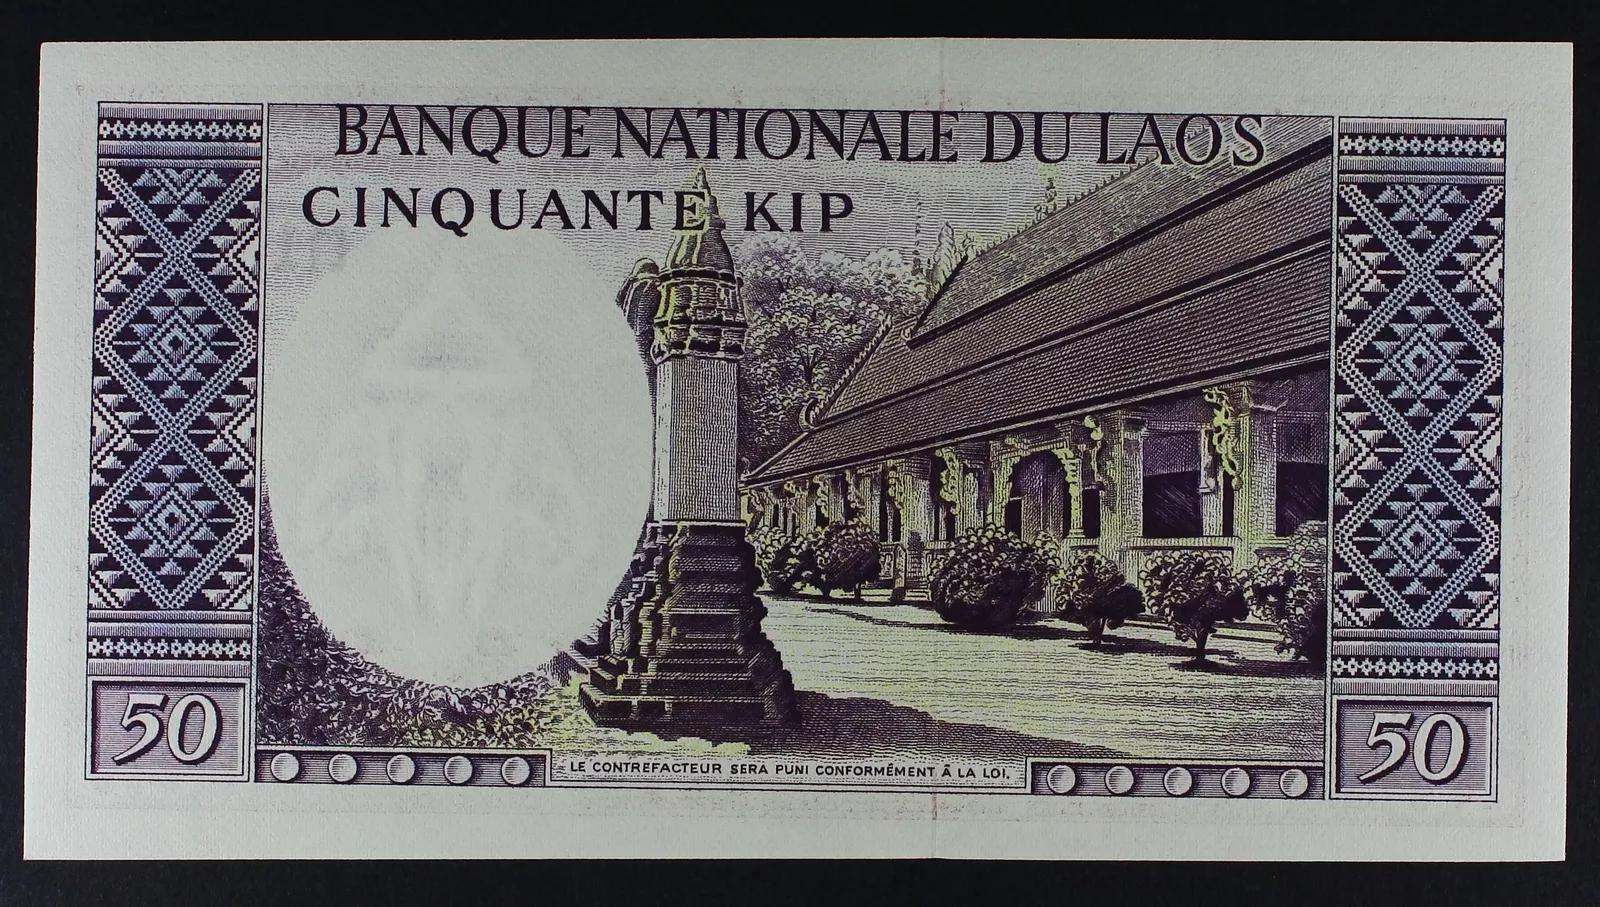 BANQUE NATIONALE DU LAOS
CINQUANTE KIP
50
50
LE CONTREFACTEUR SERA PUNI CONFORMÉMENT À LA LOI.